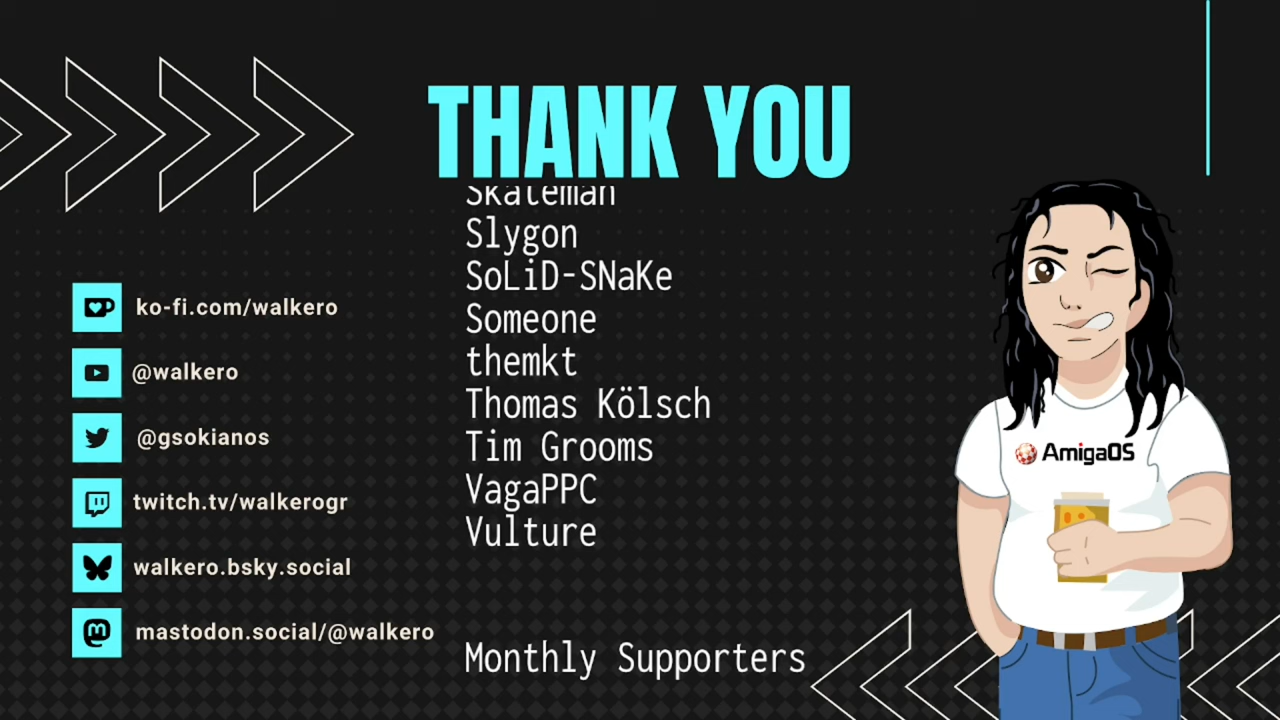 THANK YOU
Skateman
Slygon
SoLiD-SNaKe
Someone
themkt
Thomas Kölsch
Tim Grooms
VagaPPC
Vulture
Monthly Supporters
ko-fi.com/walkero
@walkero
@gsokianos
twitch.tv/walkerogr
walkero.bsky.social
mastodon.social/@walkero
AmigaOS